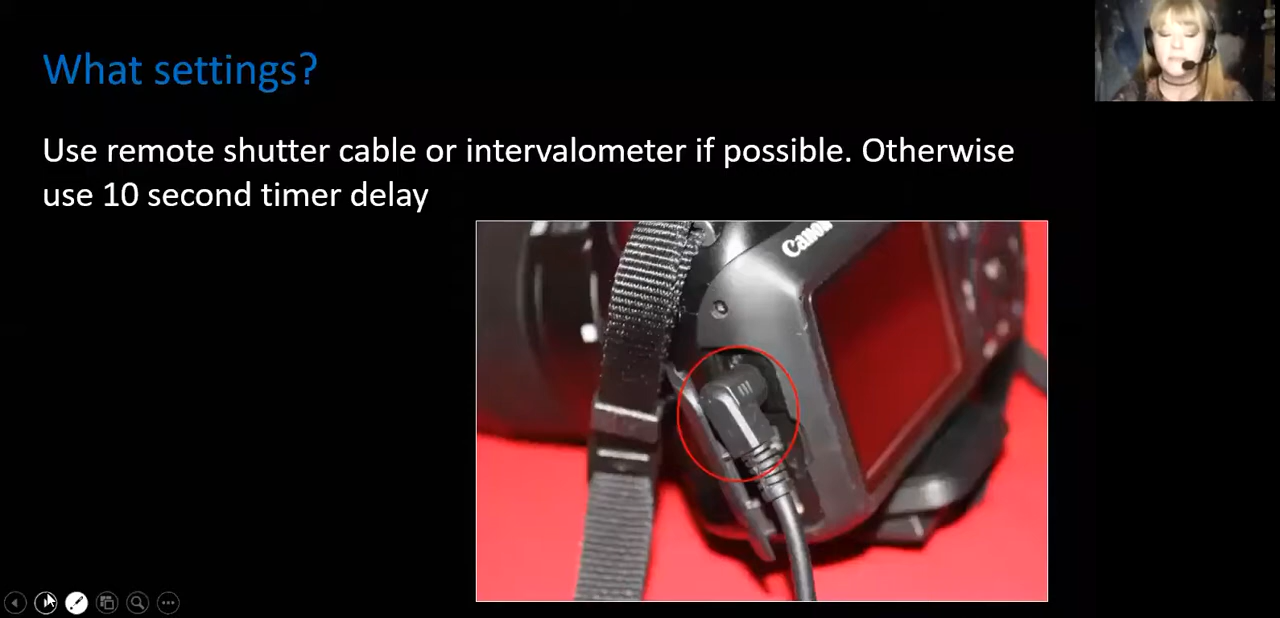 What settings?
Use remote shutter cable or intervalometer if possible. Otherwise
use 10 second timer delay
Canon